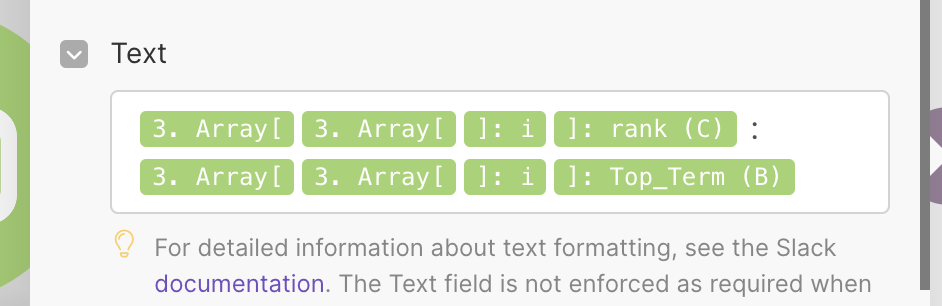 Text
3. Array[ 3. Array[ ]: i ]: rank (C) :
3. Array[ 3. Array[ ]: i ]: Top_Term (B)
For detailed information about text formatting, see the Slack
documentation. The Text field is not enforced as required when